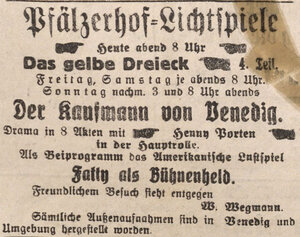 Pfälzerhof-Lichtspiele
Heute abend 8 Uhr
Das gelbe Dreieck 4. Teil.
Freitag, Samstag je abends 8 Uhr.
Sonntag nachm. 3 und 8 Uhr abends
Der Kaufmann von Venedig.
Drama in 8 Akten mit Henny Porten
in der Hauptrolle.
Als Beiprogramm das Amerikanische Lustspiel
Fatty als Bühnenheld.
Freundlichem Besuch sieht entgegen
W. Wegmann.
Sämtliche Außenaufnahmen sind in Venedig und
Umgebung hergestellt worden.